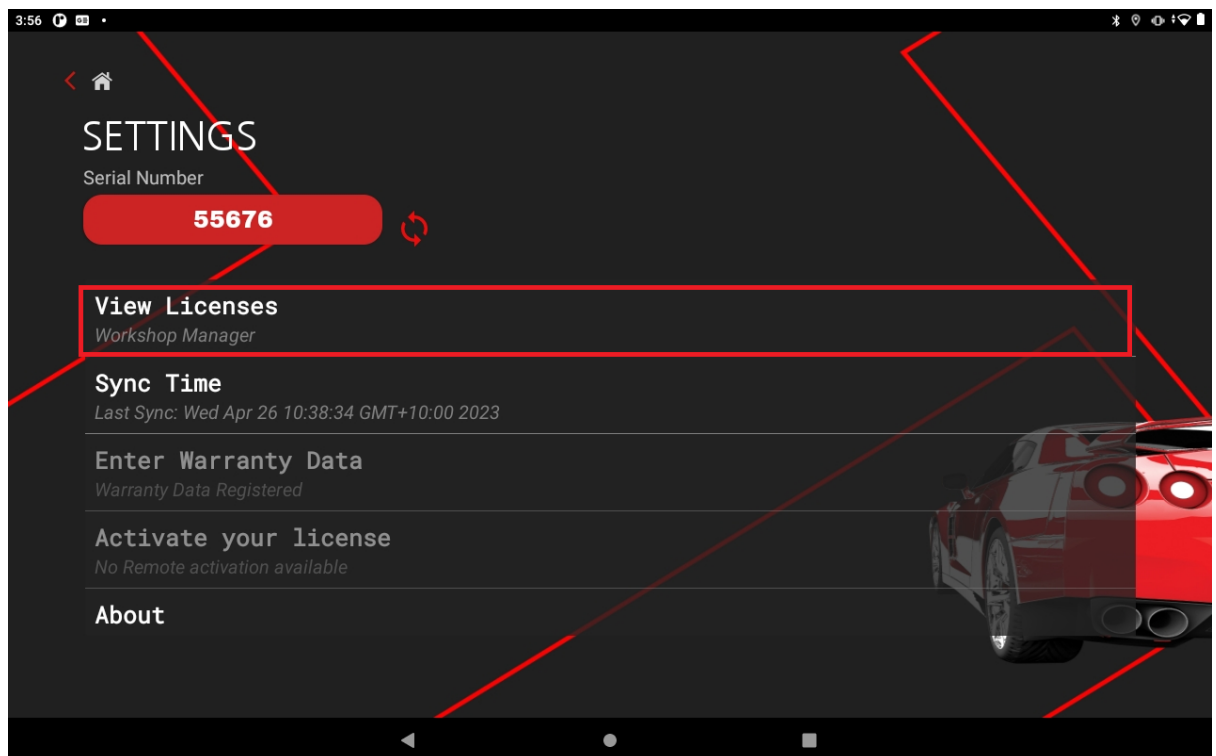 3:56
SETTINGS
Serial Number
55676
View Licenses
Workshop Manager
Sync Time
Last Sync: Wed Apr 26 10:38:34 GMT+10:00 2023
Enter Warranty Data
Warranty Data Registered
Activate your license
No Remote activation available
About